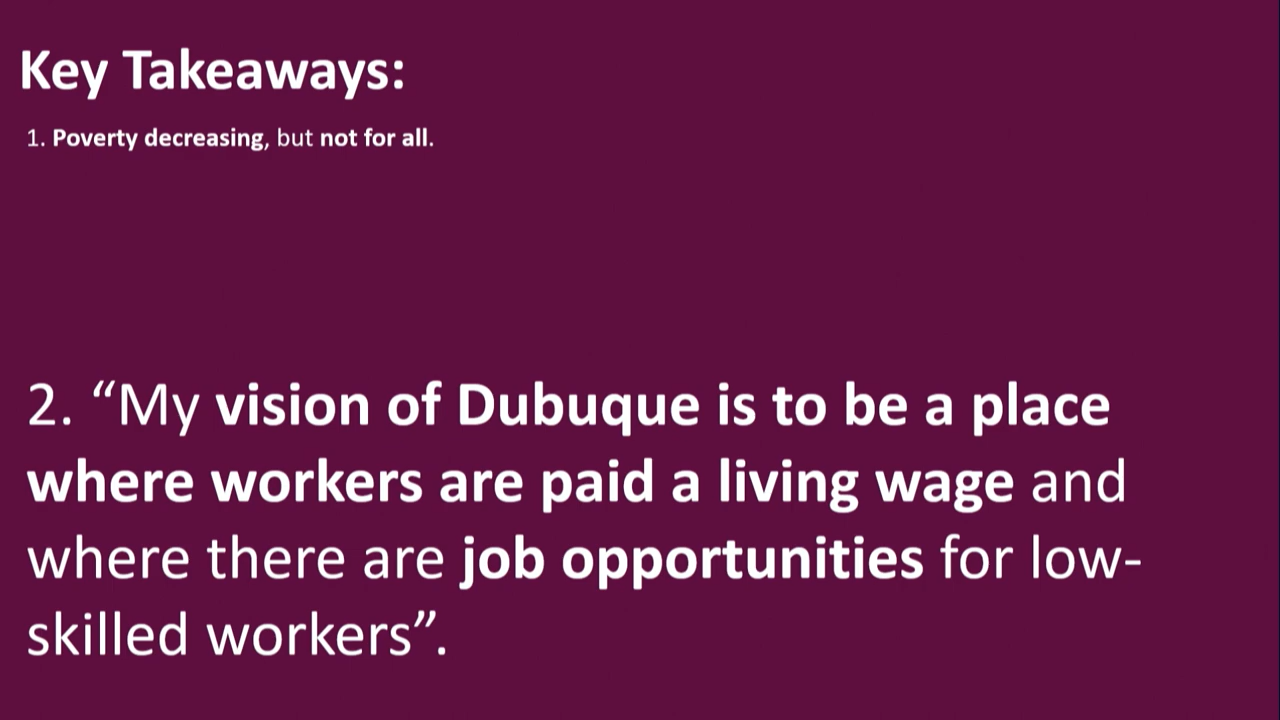 Key Takeaways:
1. Poverty decreasing, but not for all.
2. “My vision of Dubuque is to be a place
where workers are paid a living wage and
where there are job opportunities for low-
skilled workers”.